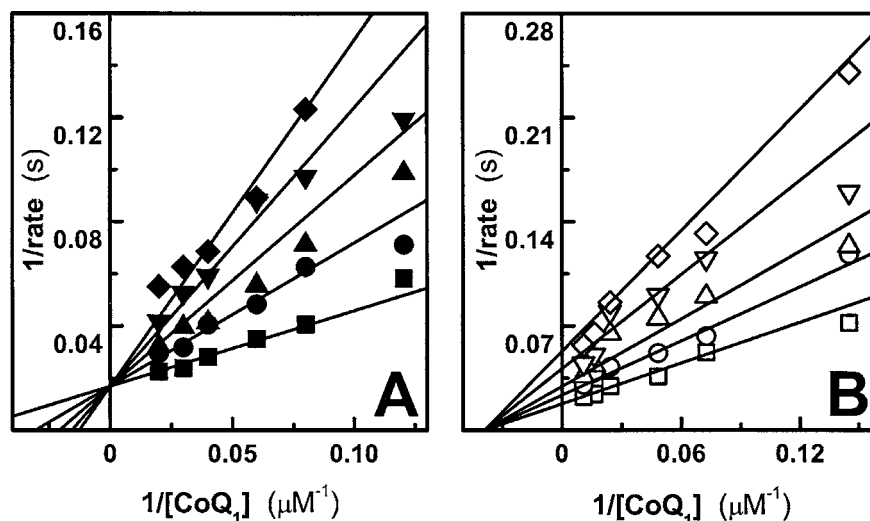 0.16
0.12
0.08
0.04
1/rate (s)
0
0.05
0.10
1/[CoQ₁] (μM⁻¹)
A
0.28
0.21
0.14
0.07
1/rate (s)
0
0.06
0.12
1/[CoQ₁] (μM⁻¹)
B